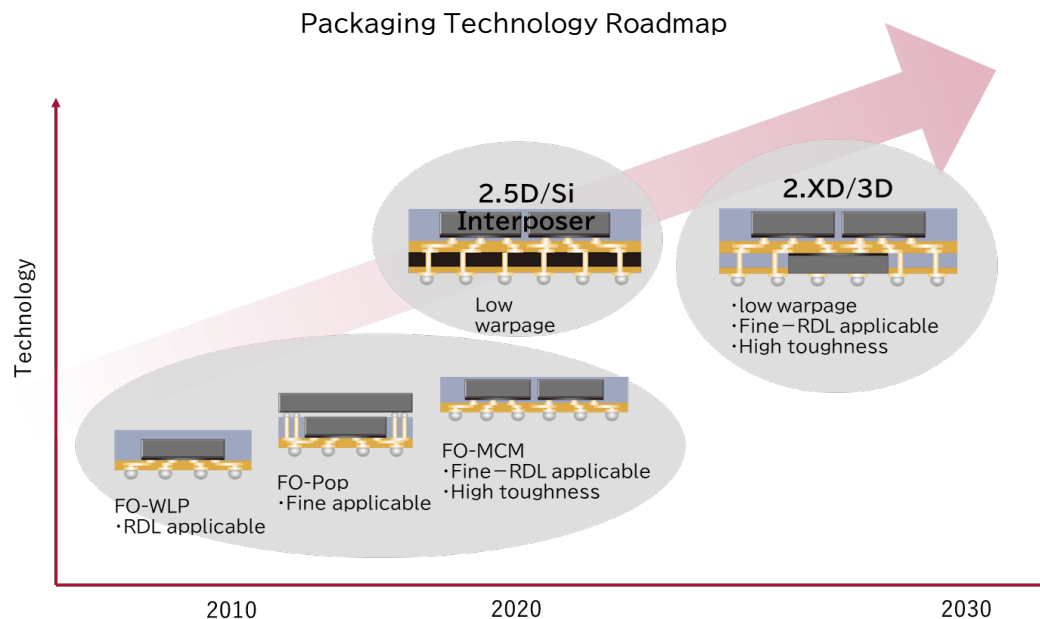 Packaging Technology Roadmap
Technology
2.5D/Si
Interposer
Low
warpage
2.XD/3D
･low warpage
･Fine－RDL applicable
･High toughness
FO-WLP
･RDL applicable
FO-Pop
･Fine applicable
FO-MCM
･Fine－RDL applicable
･High toughness
2010
2020
2030